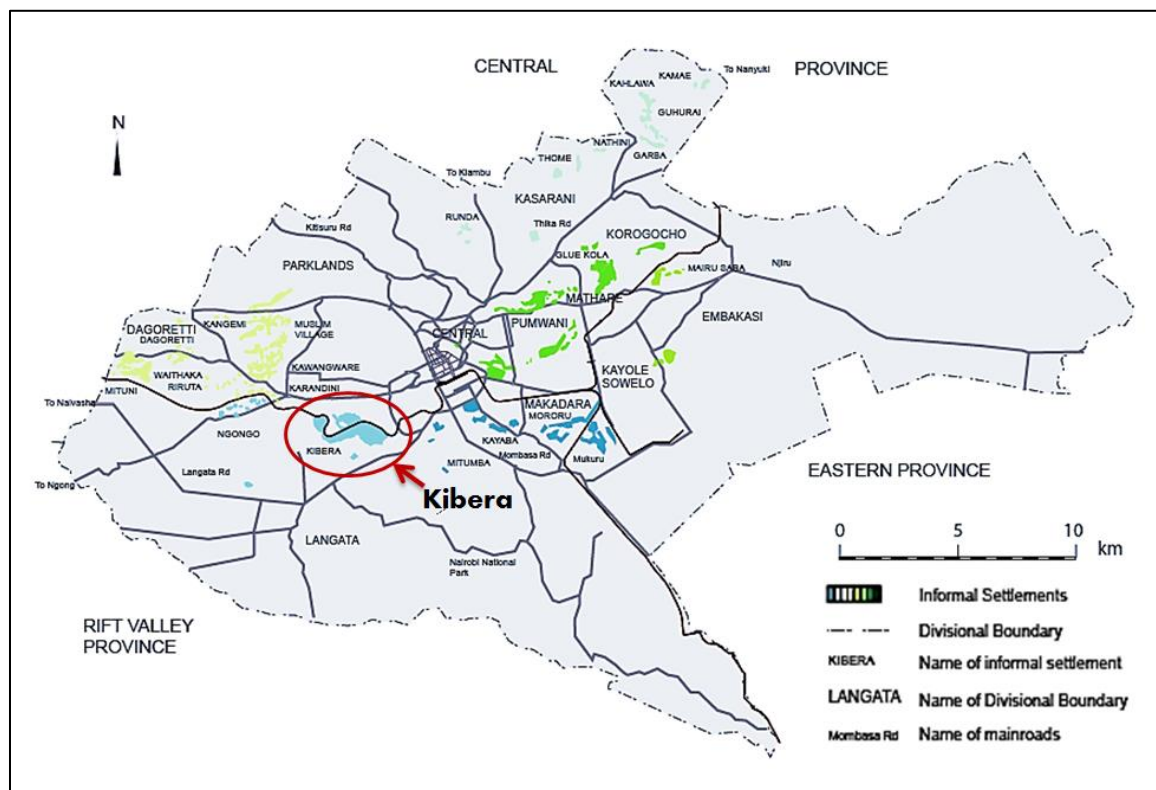 CENTRAL
PROVINCE
To Nanyuki
KAMAE
KAHLAWA
GUHURAI
N
NATHINI
GARBA
THOME
To Kiambu
KASARANI
RUNDA
Thika Rd
Kitisuru Rd
KOROGOCHO
GLUE KOLA
PARKLANDS
MAIRU SABA
Njiru
MATHARE
EMBAKASI
DAGORETTI
KANGEMI
MUSLIM
VILLAGE
CENTRAL
PUMWANI
DAGORETTI
KAWANGWARE
WAITHAKA
RIRUTA
KAYOLE
SOWELO
MITUNI
KARANDINI
To Naivasha
MAKADARA
MORORU
NGONGO
KIBERA
KAYABA
Mombasa Rd
Mukuru
Langata Rd
MITUMBA
To Ngong
Kibera
EASTERN PROVINCE
LANGATA
Nairobi National
Park
0
5
10
km
RIFT VALLEY
PROVINCE
Informal Settlements
Divisional Boundary
KIBERA
Name of informal settlement
LANGATA
Name of Divisional Boundary
Mombasa Rd
Name of mainroads